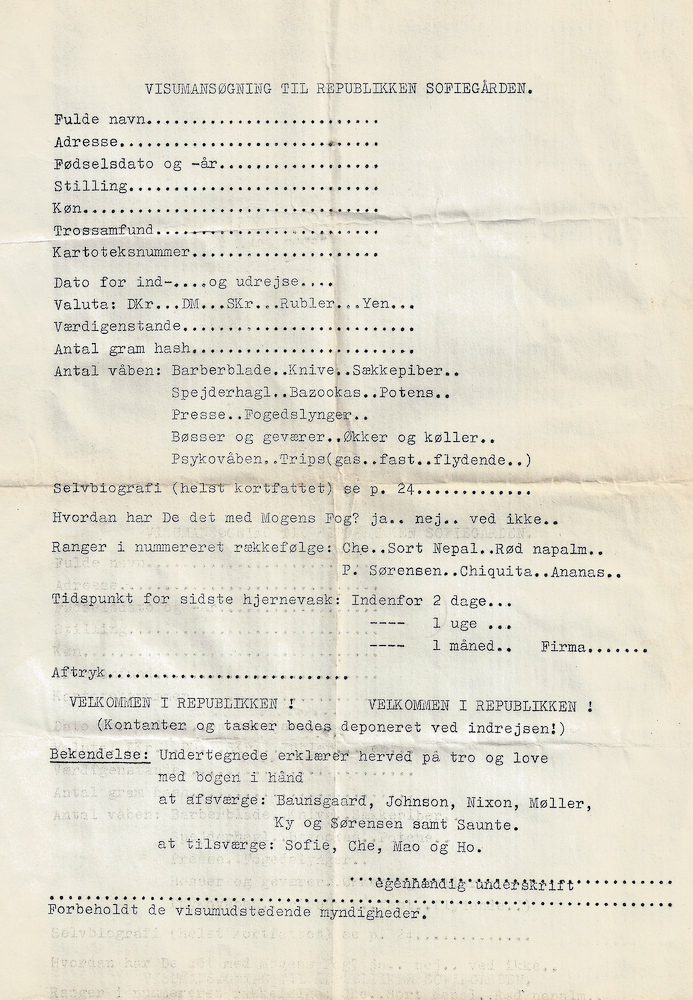 VISUMANSØGNING TIL REPUBLIKKEN SOFIEGÅRDEN.
Fulde navn..........................
Adresse.............................
Fødselsdato og -år..................
Stilling............................
Køn.................................
Trossamfund.........................
Kartoteksnummer.....................
Dato for ind-....og udrejse....
Valuta: DKr...DM...SKr...Rubler...Yen...
Værdigenstande..........................
Antal gram hash.........................
Antal våben: Barberblade..Knive..Sækkepiber..
Spejderhagl..Bazookas..Potens..
Presse..Fogedslynger..
Bøsser og geværer..Økker og køller..
Psykovåben..Trips(gas..fast..flydende..)
Selvbiografi (helst kortfattet) se p. 24.............
Hvordan har De det med Mogens Fog? ja.. nej.. ved ikke..
Ranger i nummereret rækkefølge: Che..Sort Nepal..Rød napalm..
P. Sørensen..Chiquita..Ananas..
Tidspunkt for sidste hjernevask: Indenfor 2 dage...
---- 1 uge ...
---- 1 måned.. Firma.......
Aftryk...........................
VELKOMMEN I REPUBLIKKEN ! VELKOMMEN I REPUBLIKKEN !
(Kontanter og tasker bedes deponeret ved indrejsen!)
Bekendelse: Undertegnede erklærer herved på tro og love
med bogen i hånd
at afsværge: Baunsgaard, Johnson, Nixon, Møller,
Ky og Sørensen samt Saunte.
at tilsværge: Sofie, Che, Mao og Ho.
egenhændig underskrift
Forbeholdt de visumudstedende myndigheder.